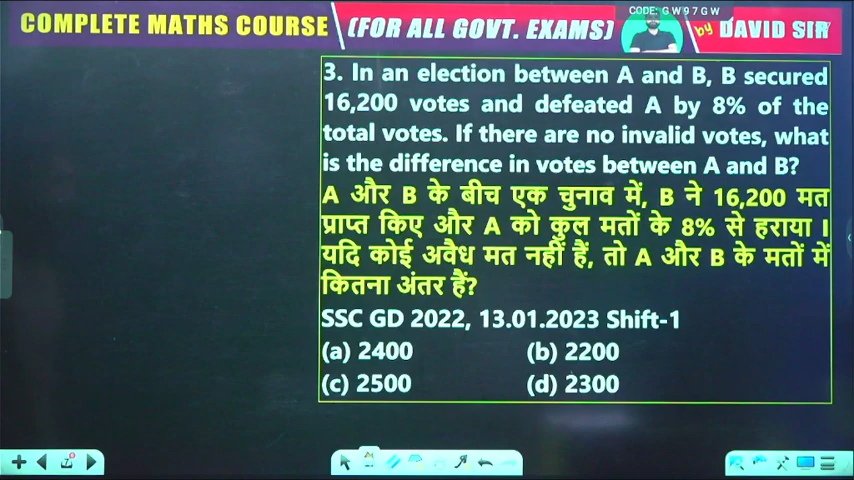 COMPLETE MATHS COURSE
(FOR ALL GOVT. EXAMS)
CODE: GW97GW
by DAVID SIR
3. In an election between A and B, B secured
16,200 votes and defeated A by 8% of the
total votes. If there are no invalid votes, what
is the difference in votes between A and B?
A और B के बीच एक चुनाव में, B ने 16,200 मत
प्राप्त किए और A को कुल मतों के 8% से हराया I
यदि कोई अवैध मत नहीं हैं, तो A और B के मतों में
कितना अंतर हैं?
SSC GD 2022, 13.01.2023 Shift-1
(a) 2400 (b) 2200
(c) 2500 (d) 2300